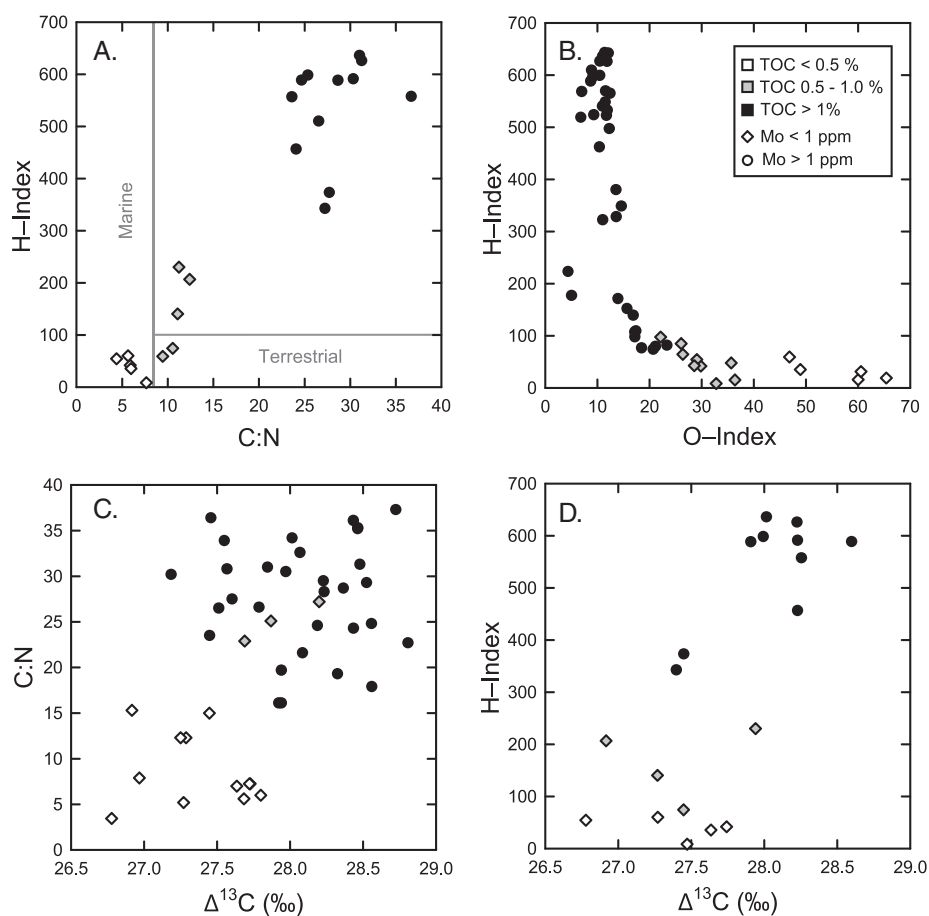 A.
700
600
500
400
300
200
100
0
H–Index
Marine
Terrestrial
0 5 10 15 20 25 30 35 40
C:N
B.
700
600
500
400
300
200
100
0
H–Index
TOC < 0.5 %
TOC 0.5 - 1.0 %
TOC > 1%
Mo < 1 ppm
Mo > 1 ppm
0 10 20 30 40 50 60 70
O–Index
C.
40
35
30
25
20
15
10
5
0
C:N
26.5 27.0 27.5 28.0 28.5 29.0
Δ¹³C (‰)
D.
700
600
500
400
300
200
100
0
H–Index
26.5 27.0 27.5 28.0 28.5 29.0
Δ¹³C (‰)